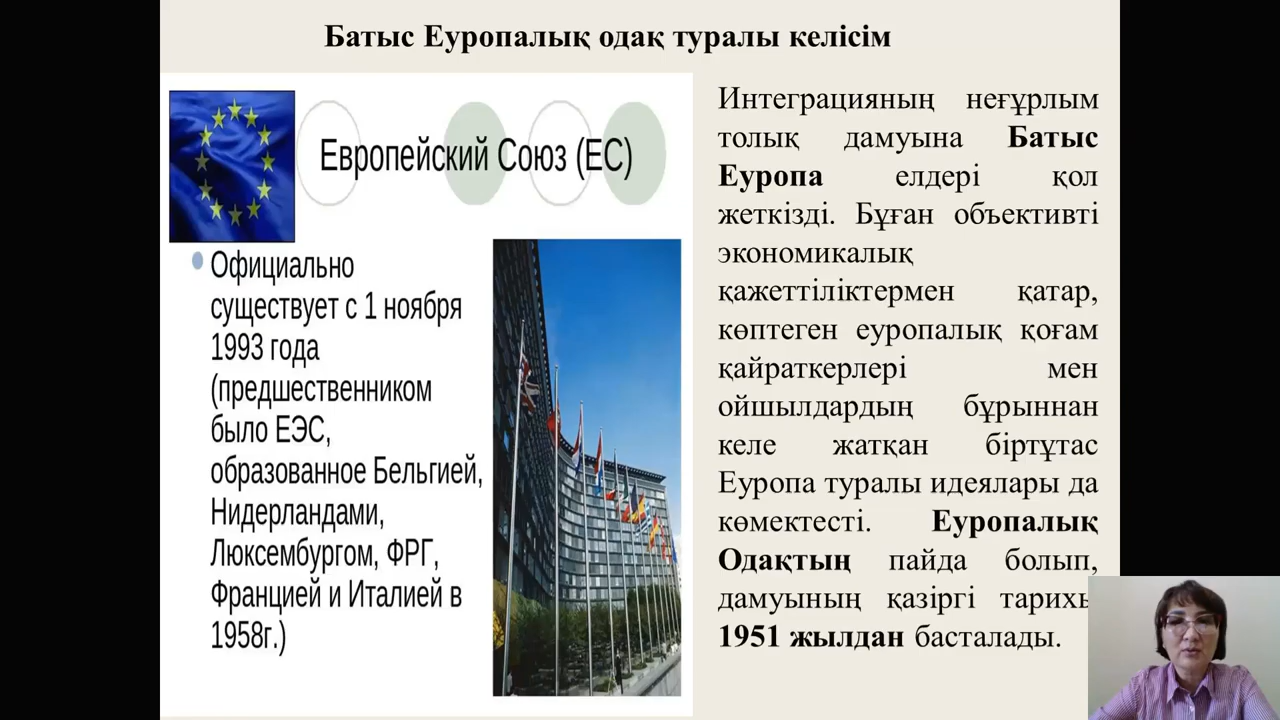 Батыс Еуропалық одақ туралы келісім
Европейский Союз (ЕС)
Официально
существует с 1 ноября
1993 года
(предшественником
было ЕЭС,
образованное Бельгией,
Нидерландами,
Люксембургом, ФРГ,
Францией и Италией в
1958г.)
Интеграцияның неғұрлым
толық дамуына Батыс
Еуропа елдері қол
жеткізді. Бұған объективті
экономикалық
қажеттіліктермен қатар,
көптеген еуропалық қоғам
қайраткерлері мен
ойшылдардың бұрыннан
келе жатқан біртұтас
Еуропа туралы идеялары да
көмектесті. Еуропалық
Одақтың пайда болып,
дамуының қазіргі тарихы
1951 жылдан басталады.